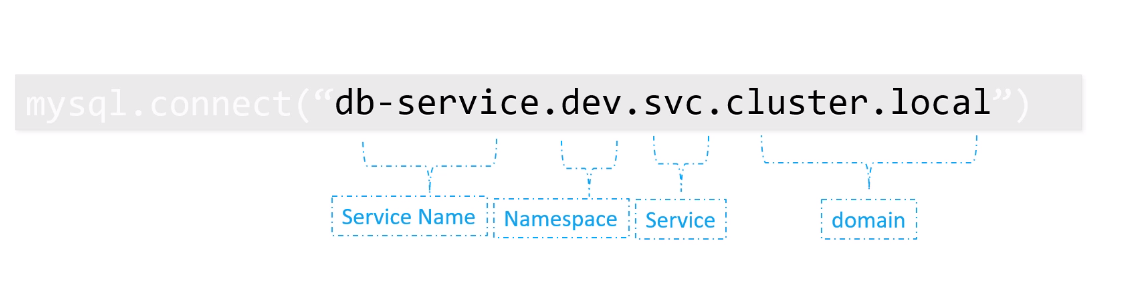 mysql.connect(“db-service.dev.svc.cluster.local”)
Service Name Namespace Service domain